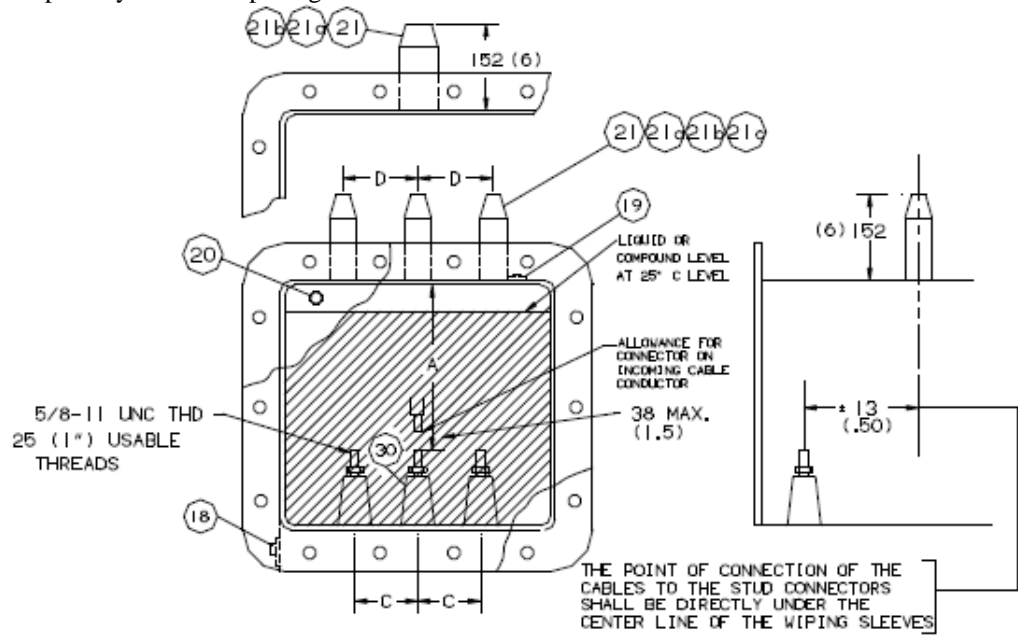 21b 21a 21
152 (6)
21 21a 21b 21c
D D
19
20
LIQUID OR
COMPOUND LEVEL
AT 25° C LEVEL
(6) 152
ALLOWANCE FOR
CONNECTOR ON
INCOMING CABLE
CONDUCTOR
A
5/8-11 UNC THD
25 (1") USABLE
THREADS
38 MAX.
(1.5)
± 13
(.50)
30
18
C C
THE POINT OF CONNECTION OF THE
CABLES TO THE STUD CONNECTORS
SHALL BE DIRECTLY UNDER THE
CENTER LINE OF THE WIPING SLEEVES